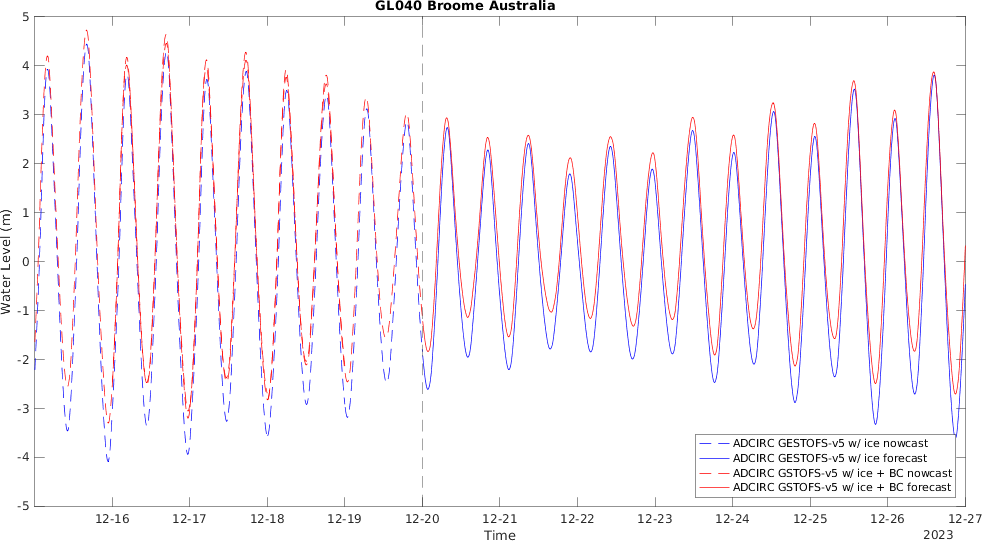 GL040 Broome Australia
5
4
3
2
1
0
-1
-2
-3
-4
-5
Water Level (m)
ADCIRC GESTOFS-v5 w/ ice nowcast
ADCIRC GESTOFS-v5 w/ ice forecast
ADCIRC GSTOFS-v5 w/ ice + BC nowcast
ADCIRC GSTOFS-v5 w/ ice + BC forecast
12-16 12-17 12-18 12-19 12-20 12-21 12-22 12-23 12-24 12-25 12-26 12-27
Time
2023